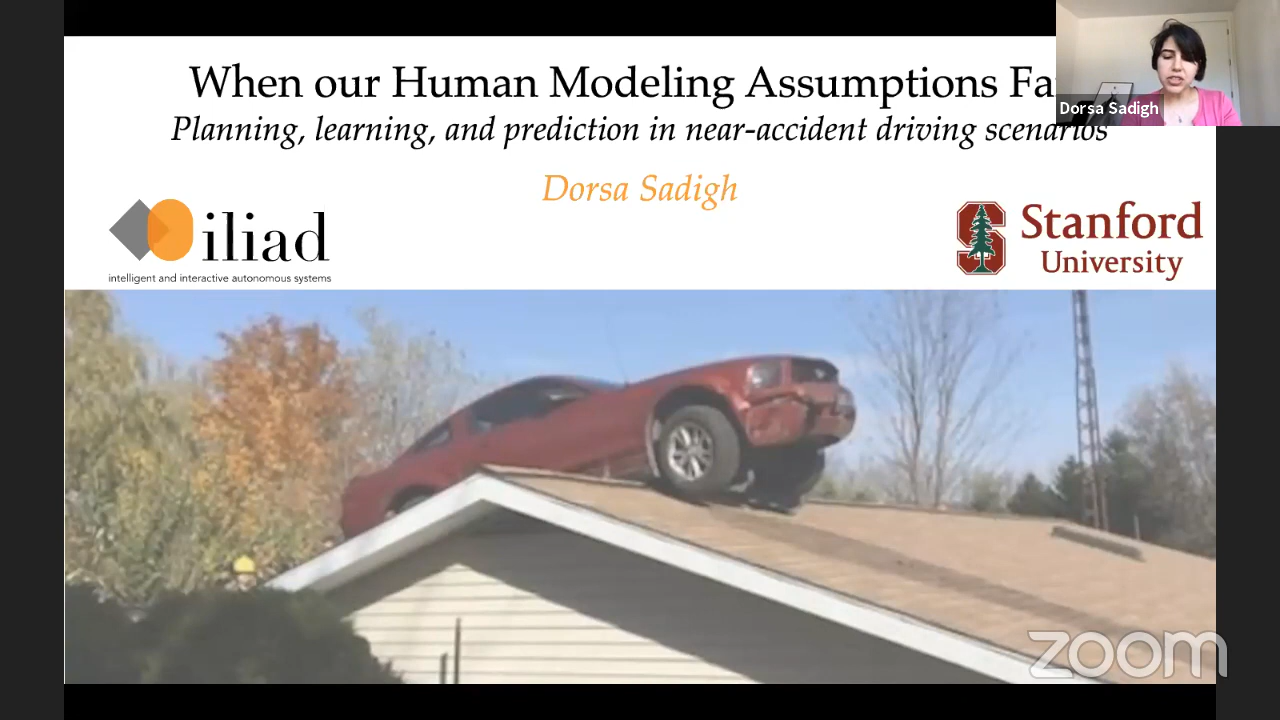 When our Human Modeling Assumptions Fa
Dorsa Sadigh
Planning, learning, and prediction in near-accident driving scenarios
Dorsa Sadigh
iliad
intelligent and interactive autonomous systems
S
Stanford
University
zoom